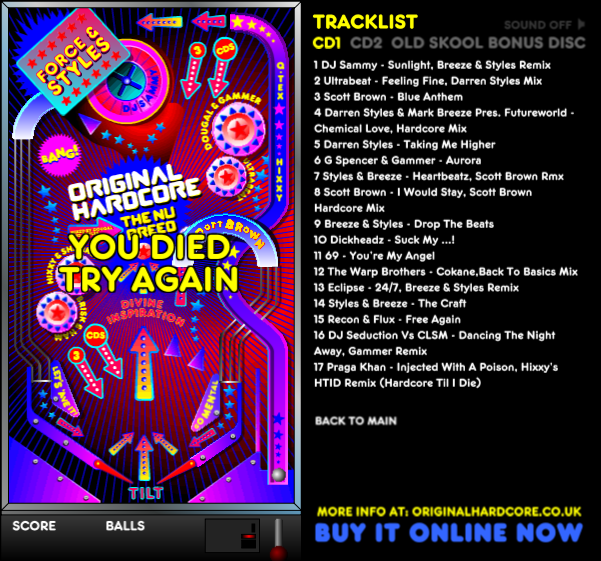 FORCE &
STYLES
DJ SAMMY
3
CDS
Q-TEX
HIXXY
DOUGAL & GAMMER
ULTRABEAT
BANG!
ORIGINAL
HARDCORE
THE NU
BREED
SCOTT BROWN
YOU DIED
TRY AGAIN
DIVINE
INSPIRATION
3
CDS
LET'S 'AVE IT!
GO MENTAL
TILT
SCORE
BALLS
TRACKLIST
SOUND OFF
CD1 CD2 OLD SKOOL BONUS DISC
1 DJ Sammy - Sunlight, Breeze & Styles Remix
2 Ultrabeat - Feeling Fine, Darren Styles Mix
3 Scott Brown - Blue Anthem
4 Darren Styles & Mark Breeze Pres. Futureworld -
Chemical Love, Hardcore Mix
5 Darren Styles - Taking Me Higher
6 G Spencer & Gammer - Aurora
7 Styles & Breeze - Heartbeatz, Scott Brown Rmx
8 Scott Brown - I Would Stay, Scott Brown
Hardcore Mix
9 Breeze & Styles - Drop The Beats
10 Dickheadz - Suck My ...!
11 69 - You're My Angel
12 The Warp Brothers - Cokane,Back To Basics Mix
13 Eclipse - 24/7, Breeze & Styles Remix
14 Styles & Breeze - The Craft
15 Recon & Flux - Free Again
16 DJ Seduction Vs CLSM - Dancing The Night
Away, Gammer Remix
17 Praga Khan - Injected With A Poison, Hixxy's
HTID Remix (Hardcore Til I Die)
BACK TO MAIN
MORE INFO AT: ORIGINALHARDCORE.CO.UK
BUY IT ONLINE NOW